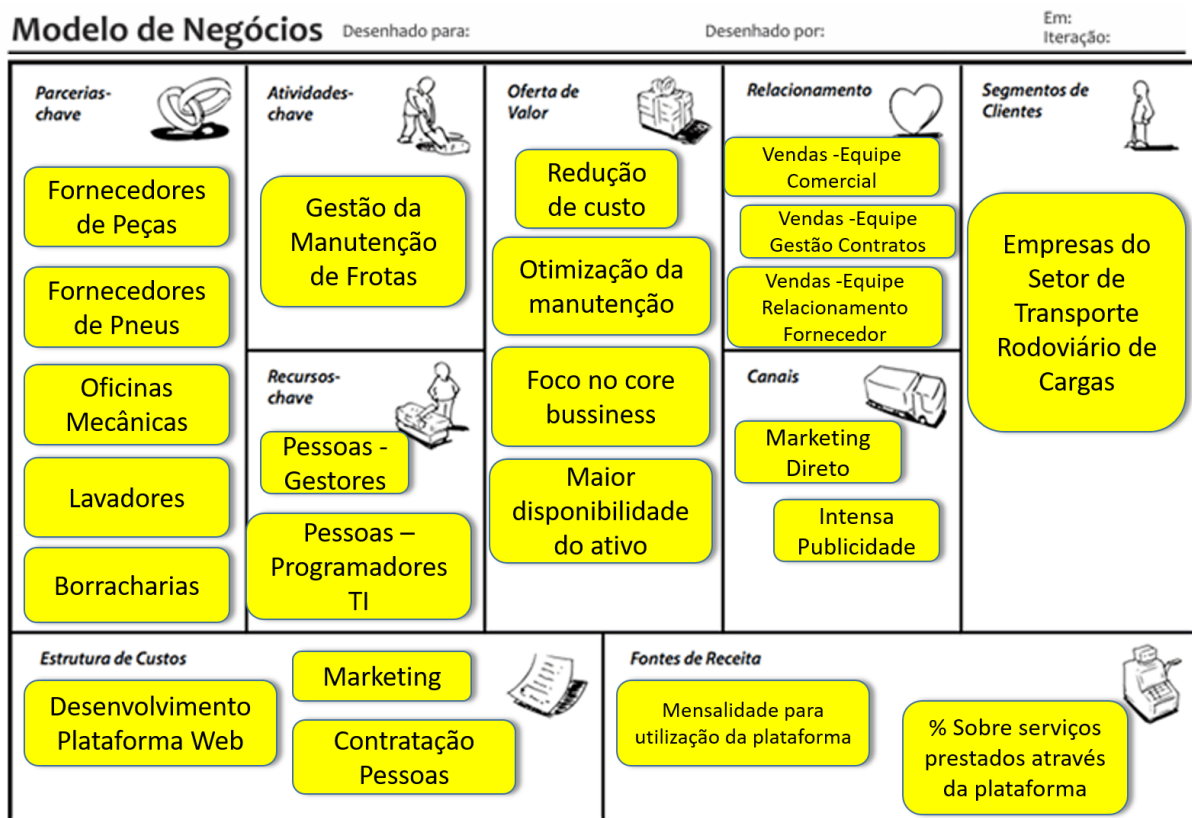 Modelo de Negócios
Desenhado para:
Desenhado por:
Em:
Iteração:
Parcerias-
chave
Fornecedores
de Peças
Fornecedores
de Pneus
Oficinas
Mecânicas
Lavadores
Borracharias
Atividades-
chave
Gestão da
Manutenção
de Frotas
Recursos-
chave
Pessoas -
Gestores
Pessoas –
Programadores
TI
Oferta de
Valor
Redução
de custo
Otimização da
manutenção
Foco no core
bussiness
Maior
disponibilidade
do ativo
Relacionamento
Vendas -Equipe
Comercial
Vendas -Equipe
Gestão Contratos
Vendas -Equipe
Relacionamento
Fornecedor
Canais
Marketing
Direto
Intensa
Publicidade
Segmentos de
Clientes
Empresas do
Setor de
Transporte
Rodoviário de
Cargas
Estrutura de Custos
Desenvolvimento
Plataforma Web
Marketing
Contratação
Pessoas
Fontes de Receita
Mensalidade para
utilização da plataforma
% Sobre serviços
prestados através
da plataforma